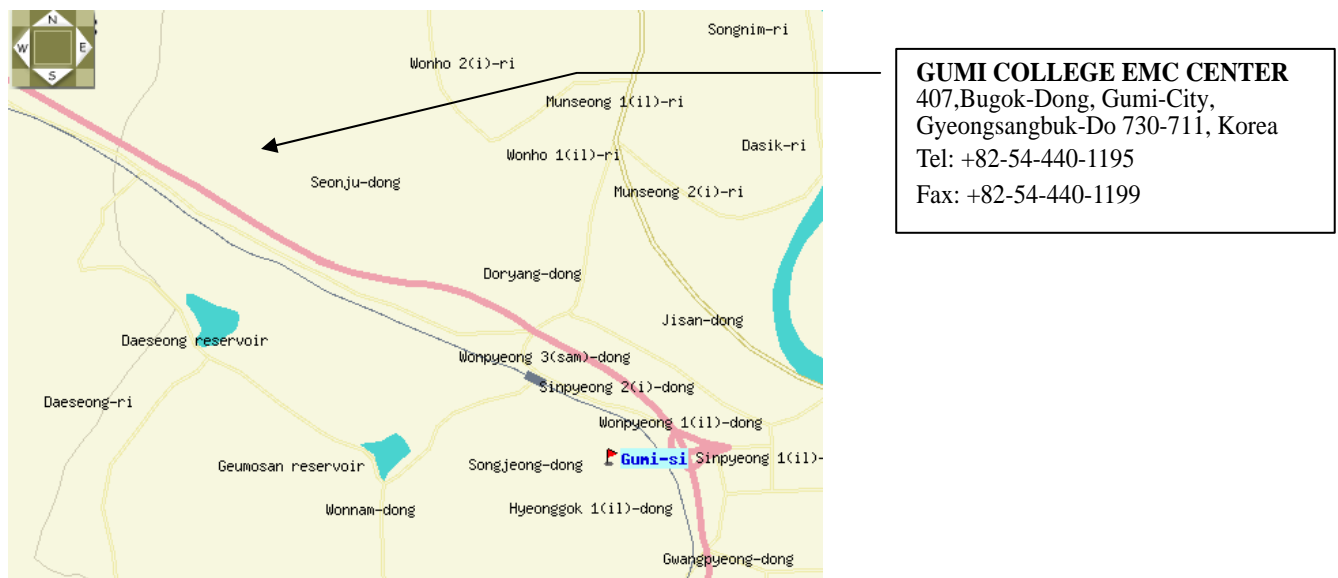 N
W
E
S
Songnim-ri
Wonho 2(i)-ri
Munseong 1(il)-ri
Dasik-ri
Wonho 1(il)-ri
Seonju-dong
Munseong 2(i)-ri
Doryang-dong
Jisan-dong
Daeseong reservoir
Wonpyeong 3(sam)-dong
Sinpyeong 2(i)-dong
Daeseong-ri
Wonpyeong 1(il)-dong
Gumi-si
Sinpyeong 1(il)-
Geumosan reservoir
Songjeong-dong
Wonnam-dong
Hyeonggok 1(il)-dong
Gwangpyeong-dong
GUMI COLLEGE EMC CENTER
407,Bugok-Dong, Gumi-City,
Gyeongsangbuk-Do 730-711, Korea
Tel: +82-54-440-1195
Fax: +82-54-440-1199